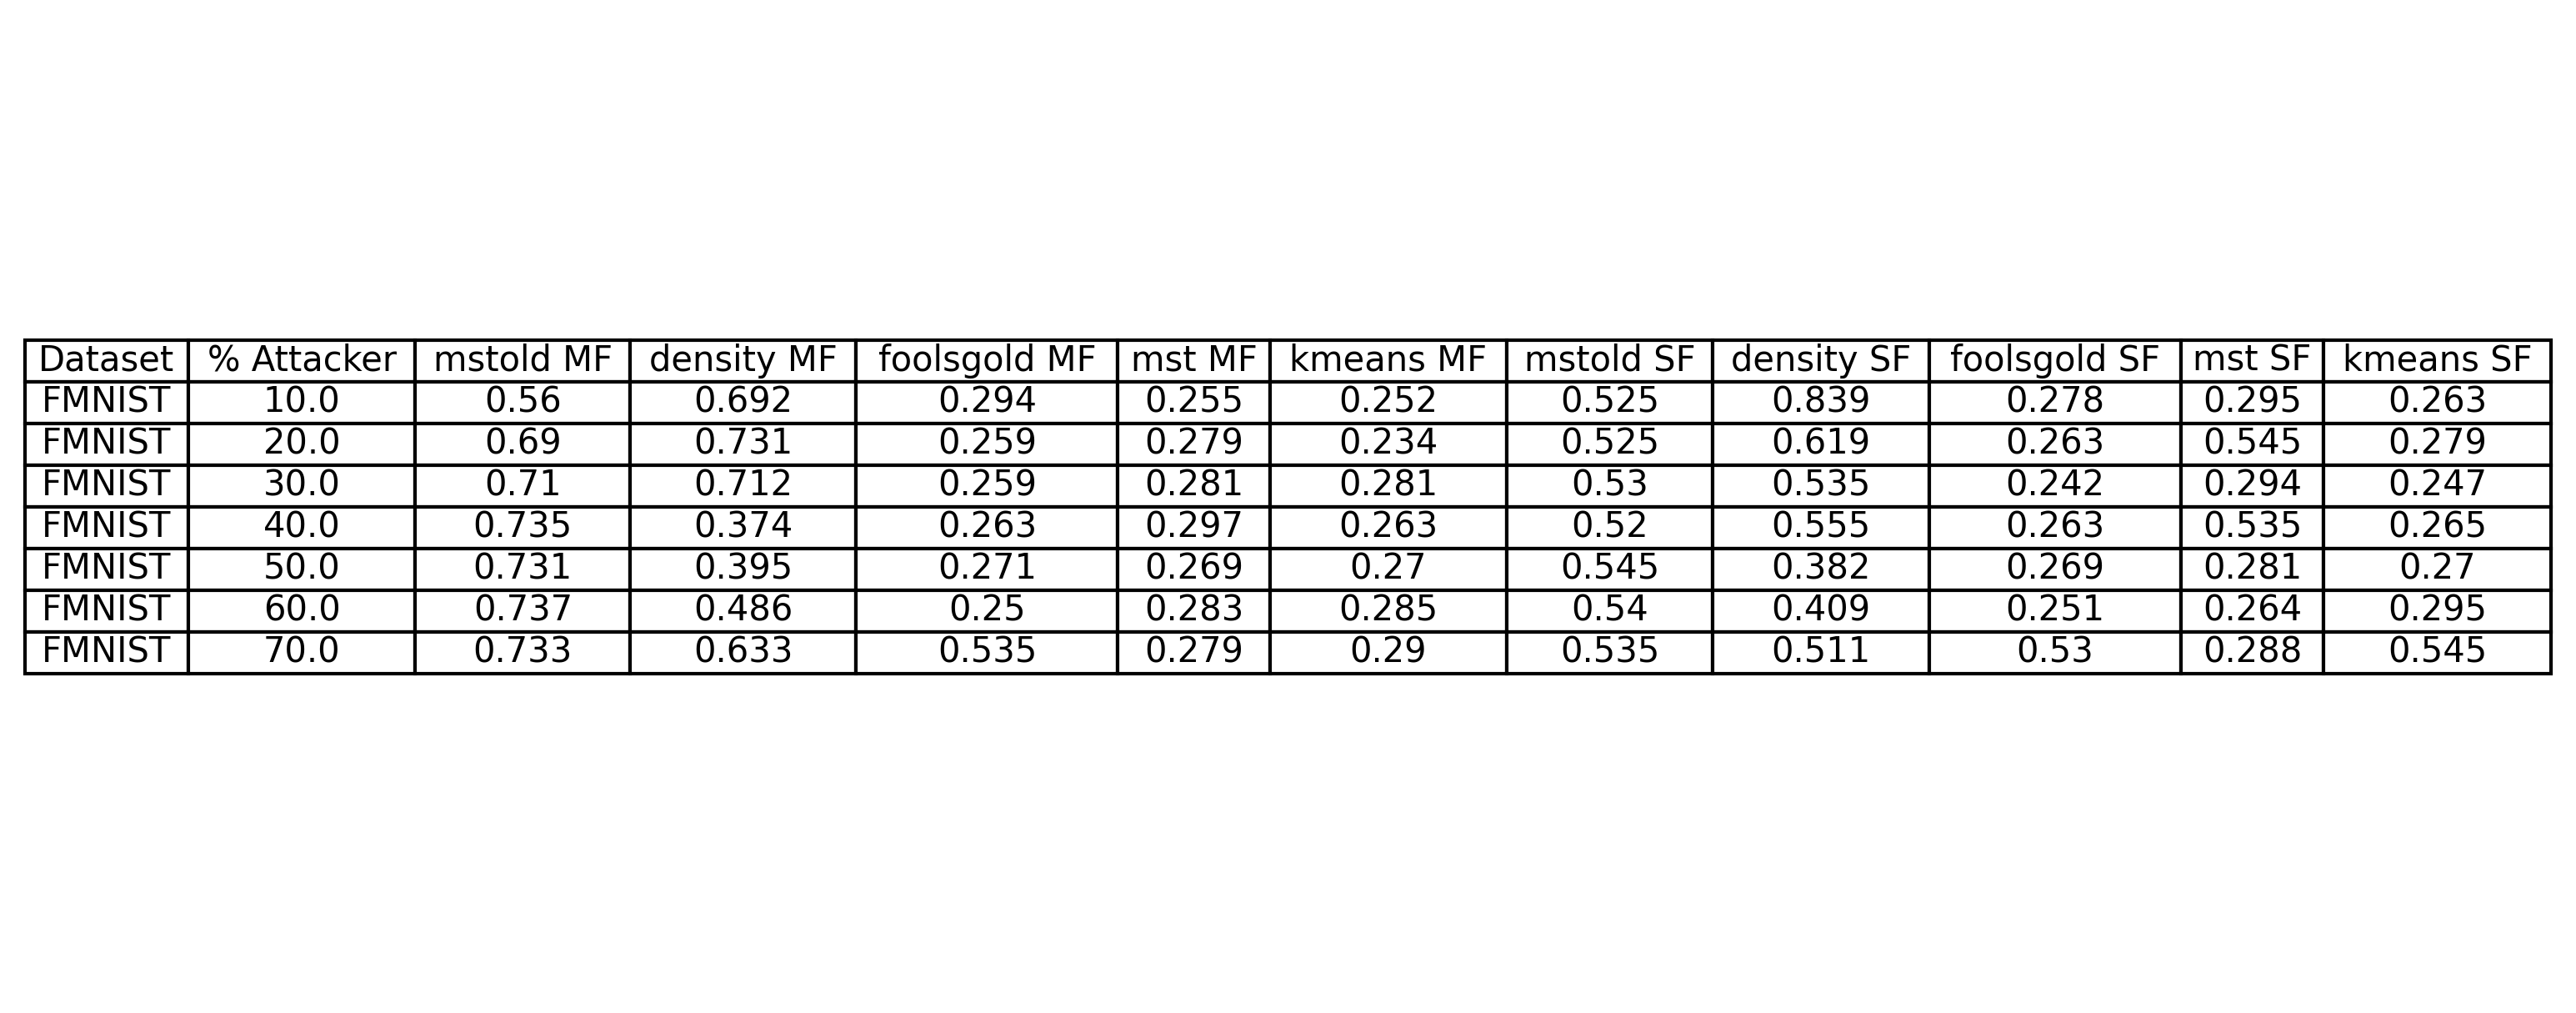 Dataset % Attacker mstold MF density MF foolsgold MF mst MF kmeans MF mstold SF density SF foolsgold SF mst SF kmeans SF
FMNIST 10.0 0.56 0.692 0.294 0.255 0.252 0.525 0.839 0.278 0.295 0.263
FMNIST 20.0 0.69 0.731 0.259 0.279 0.234 0.525 0.619 0.263 0.545 0.279
FMNIST 30.0 0.71 0.712 0.259 0.281 0.281 0.53 0.535 0.242 0.294 0.247
FMNIST 40.0 0.735 0.374 0.263 0.297 0.263 0.52 0.555 0.263 0.535 0.265
FMNIST 50.0 0.731 0.395 0.271 0.269 0.27 0.545 0.382 0.269 0.281 0.27
FMNIST 60.0 0.737 0.486 0.25 0.283 0.285 0.54 0.409 0.251 0.264 0.295
FMNIST 70.0 0.733 0.633 0.535 0.279 0.29 0.535 0.511 0.53 0.288 0.545